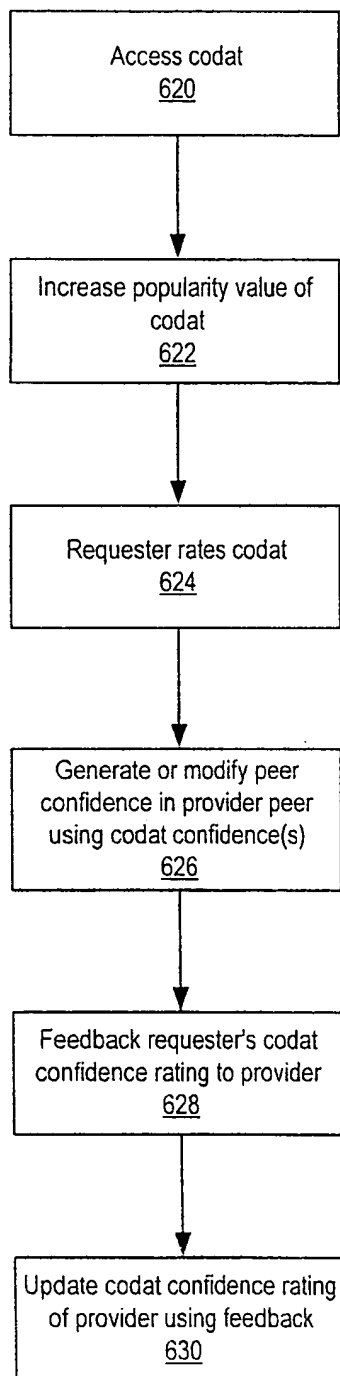 Access codat
620
Increase popularity value of
codat
622
Requester rates codat
624
Generate or modify peer
confidence in provider peer
using codat confidence(s)
626
Feedback requester's codat
confidence rating to provider
628
Update codat confidence rating
of provider using feedback
630